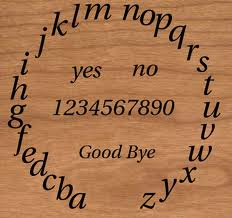 abcdefghijklmnopqrstuvwxyz
yes no
1234567890
Good Bye